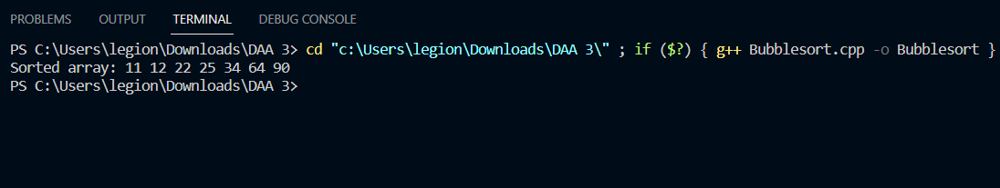 PROBLEMS OUTPUT TERMINAL DEBUG CONSOLE
PS C:\Users\legion\Downloads\DAA 3> cd "c:\Users\legion\Downloads\DAA 3\" ; if ($?) { g++ Bubblesort.cpp -o Bubblesort }
Sorted array: 11 12 22 25 34 64 90
PS C:\Users\legion\Downloads\DAA 3>